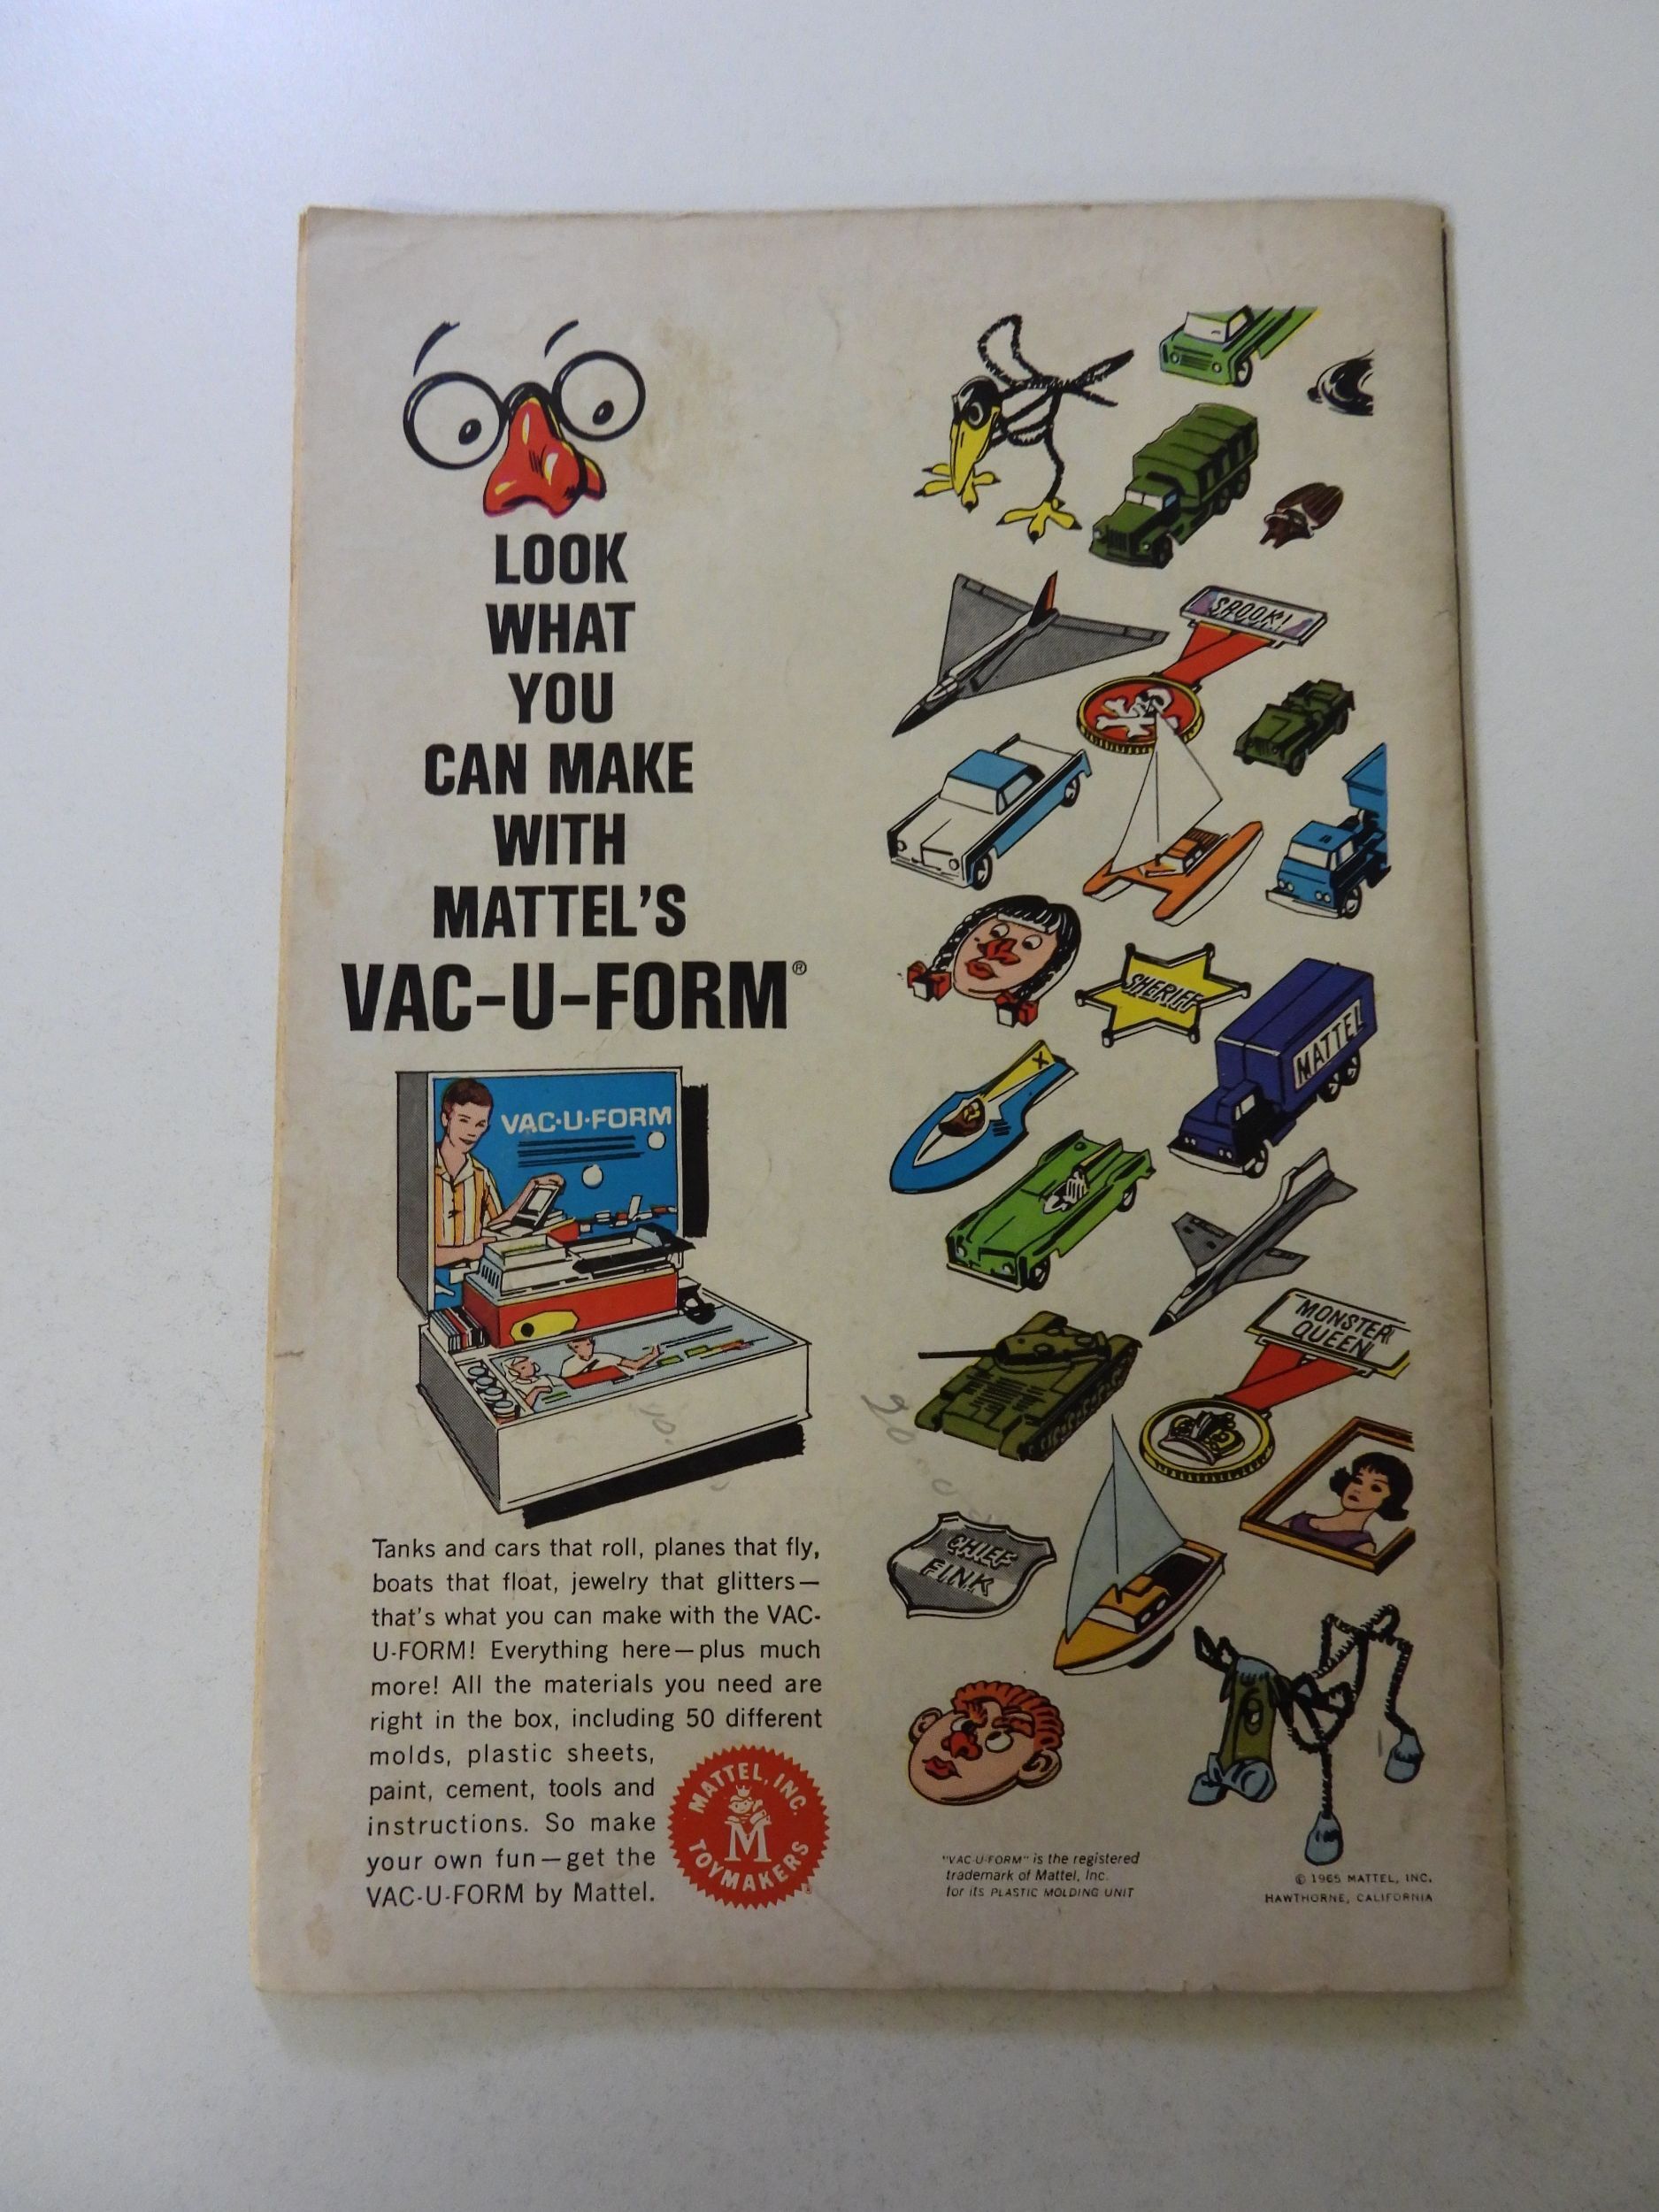 LOOK
WHAT
YOU
CAN MAKE
WITH
MATTEL'S
VAC-U-FORM®
VAC-U-FORM
Tanks and cars that roll, planes that fly,
boats that float, jewelry that glitters—
that's what you can make with the VAC-
U-FORM! Everything here—plus much
more! All the materials you need are
right in the box, including 50 different
molds, plastic sheets,
paint, cement, tools and
instructions. So make
your own fun—get the
VAC-U-FORM by Mattel.
MATTEL, INC.
M
TOYMAKERS
SPOOK!
SHERIFF
MATTEL
X
MONSTER
QUEEN
CHIEF
FINK
"VAC-U-FORM" is the registered
trademark of Mattel, Inc.
for its PLASTIC MOLDING UNIT
© 1965 MATTEL, INC.
HAWTHORNE, CALIFORNIA